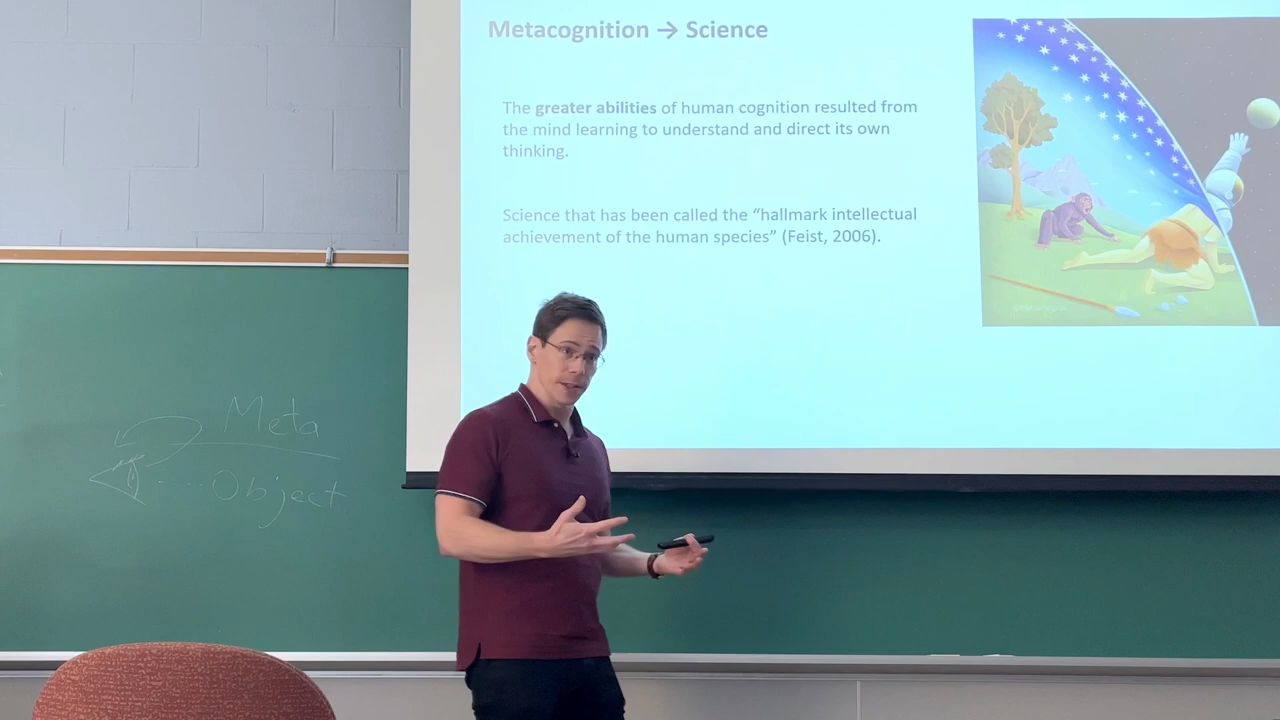 Metacognition → Science
The greater abilities of human cognition resulted from
the mind learning to understand and direct its own
thinking.
Science that has been called the “hallmark intellectual
achievement of the human species” (Feist, 2006).
Meta
Object